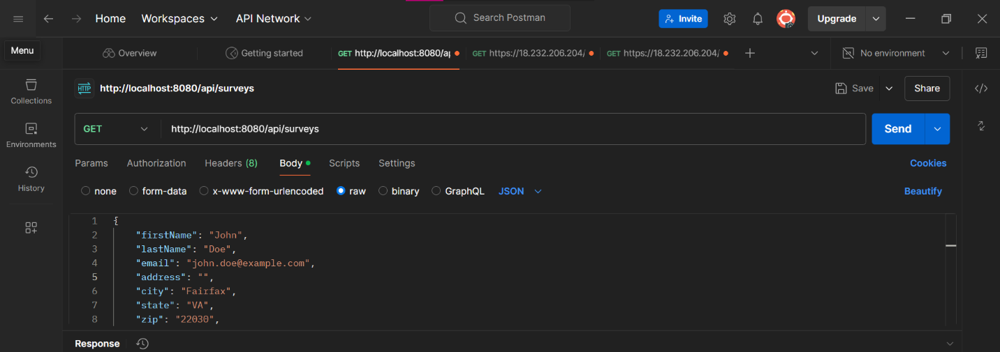 Home Workspaces API Network Search Postman Invite Upgrade
Menu Overview Getting started GET http://localhost:8080/ap GET https://18.232.206.204/ GET https://18.232.206.204/ No environment
HTTP http://localhost:8080/api/surveys Save Share
Collections
GET http://localhost:8080/api/surveys Send
Environments
Params Authorization Headers (8) Body Scripts Settings Cookies
History
none form-data x-www-form-urlencoded raw binary GraphQL JSON Beautify
1 {
2 "firstName": "John",
3 "lastName": "Doe",
4 "email": "john.doe@example.com",
5 "address": "",
6 "city": "Fairfax",
7 "state": "VA",
8 "zip": "22030",
Response